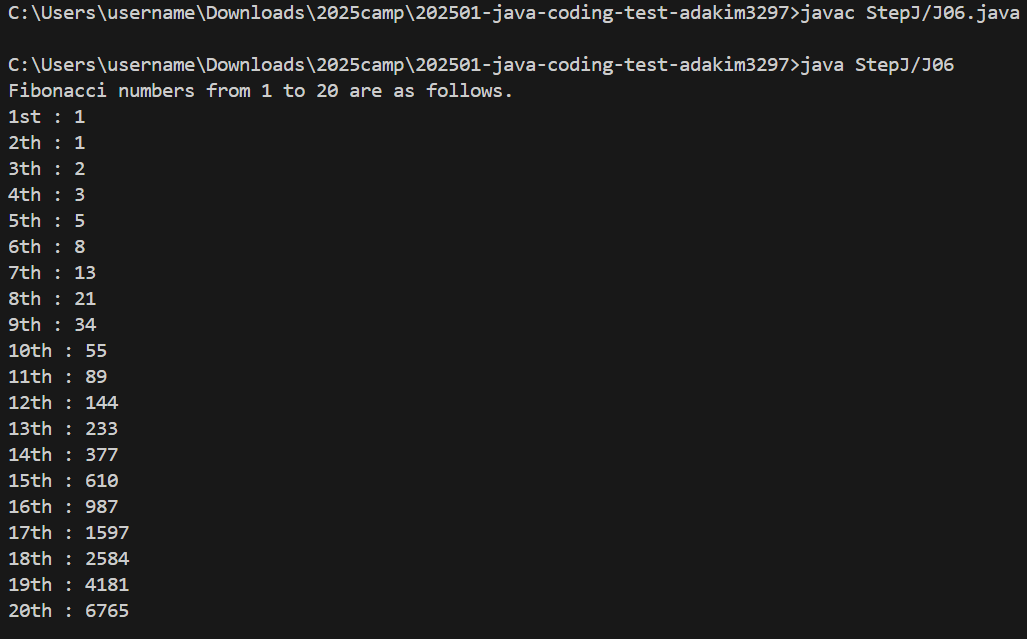 C:\Users\username\Downloads\2025camp\202501-java-coding-test-adakim3297>javac StepJ/J06.java
C:\Users\username\Downloads\2025camp\202501-java-coding-test-adakim3297>java StepJ/J06
Fibonacci numbers from 1 to 20 are as follows.
1st : 1
2th : 1
3th : 2
4th : 3
5th : 5
6th : 8
7th : 13
8th : 21
9th : 34
10th : 55
11th : 89
12th : 144
13th : 233
14th : 377
15th : 610
16th : 987
17th : 1597
18th : 2584
19th : 4181
20th : 6765